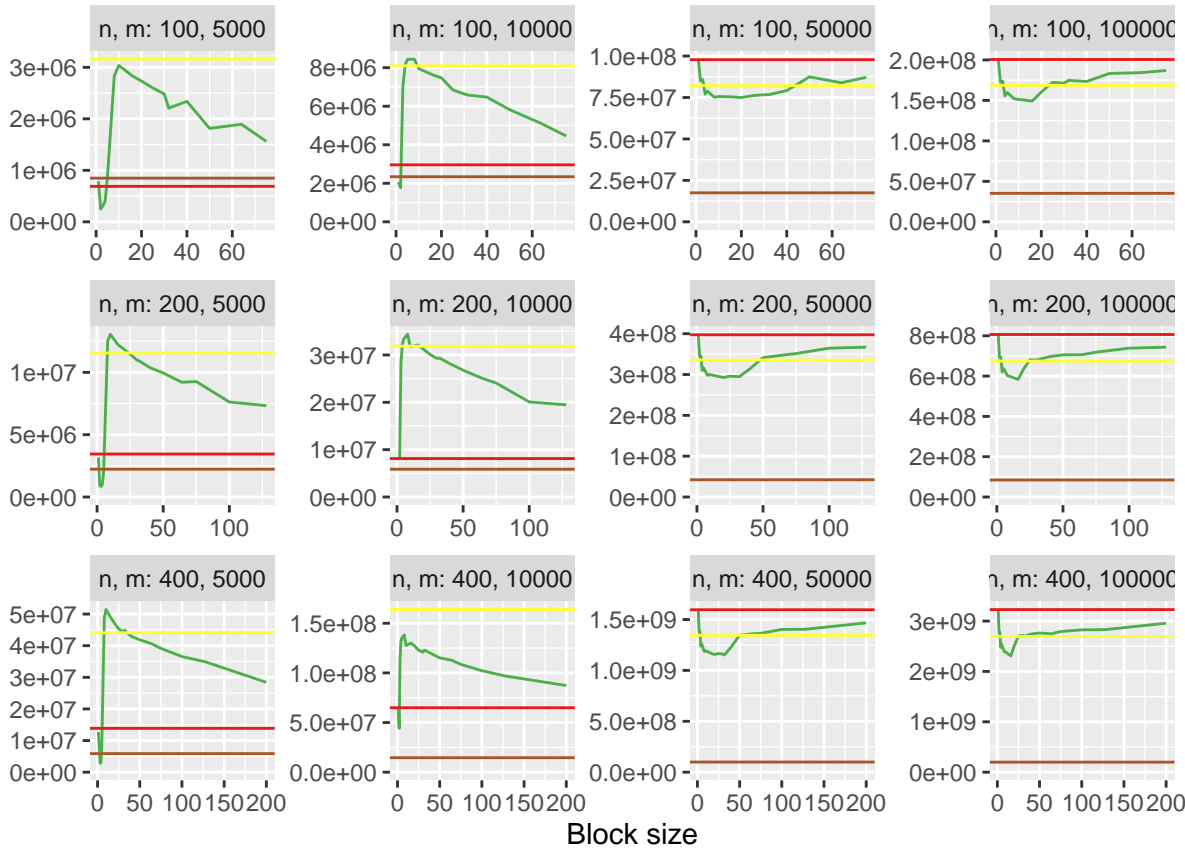 n, m: 100, 5000
n, m: 100, 10000
n, m: 100, 50000
n, m: 100, 100000
3e+06
2e+06
1e+06
0e+00
0 20 40 60
8e+06
6e+06
4e+06
2e+06
0e+00
0 20 40 60
1.0e+08
7.5e+07
5.0e+07
2.5e+07
0.0e+00
0 20 40 60
2.0e+08
1.5e+08
1.0e+08
5.0e+07
0.0e+00
0 20 40 60
n, m: 200, 5000
n, m: 200, 10000
n, m: 200, 50000
n, m: 200, 100000
1e+07
5e+06
0e+00
0 50 100
3e+07
2e+07
1e+07
0e+00
0 50 100
4e+08
3e+08
2e+08
1e+08
0e+00
0 50 100
8e+08
6e+08
4e+08
2e+08
0e+00
0 50 100
n, m: 400, 5000
n, m: 400, 10000
n, m: 400, 50000
n, m: 400, 100000
5e+07
4e+07
3e+07
2e+07
1e+07
0e+00
0 50 100 150 200
1.5e+08
1.0e+08
5.0e+07
0.0e+00
0 50 100 150 200
1.5e+09
1.0e+09
5.0e+08
0.0e+00
0 50 100 150 200
3e+09
2e+09
1e+09
0e+00
0 50 100 150 200
Block size